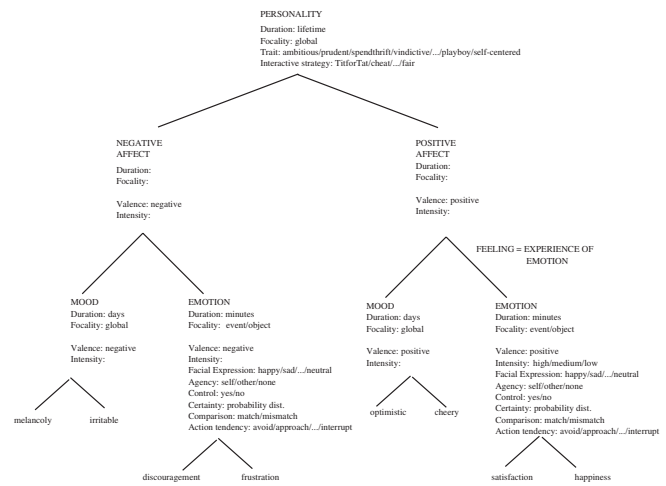 PERSONALITY
Duration: lifetime
Focality: global
Trait: ambitious/prudent/spendthrift/vindictive/.../playboy/self-centered
Interactive strategy: TitforTat/cheat/.../fair
NEGATIVE
AFFECT
Duration:
Focality:
Valence: negative
Intensity:
POSITIVE
AFFECT
Duration:
Focality:
Valence: positive
Intensity:
FEELING = EXPERIENCE OF
EMOTION
MOOD
Duration: days
Focality: global
Valence: negative
Intensity:
EMOTION
Duration: minutes
Focality: event/object
Valence: negative
Intensity:
Facial Expression: happy/sad/.../neutral
Agency: self/other/none
Control: yes/no
Certainty: probability dist.
Comparison: match/mismatch
Action tendency: avoid/approach/.../interrupt
MOOD
Duration: days
Focality: global
Valence: positive
Intensity:
EMOTION
Duration: minutes
Focality: event/object
Valence: positive
Intensity: high/medium/low
Facial Expression: happy/sad/.../neutral
Agency: self/other/none
Control: yes/no
Certainty: probability dist.
Comparison: match/mismatch
Action tendency: avoid/approach/.../interrupt
melancoly
irritable
optimistic
cheery
discouragement
frustration
satisfaction
happiness